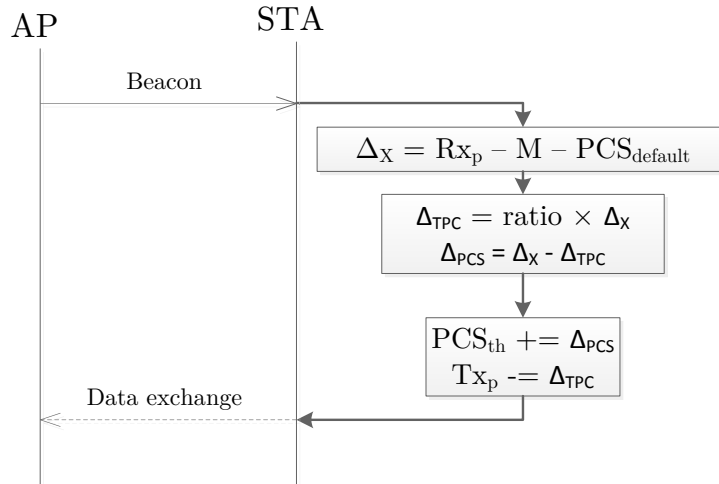 AP
STA
Beacon
Δ_X = Rx_p – M – PCS_default
Δ_TPC = ratio × Δ_X
Δ_PCS = Δ_X - Δ_TPC
PCS_th += Δ_PCS
Tx_p -= Δ_TPC
Data exchange